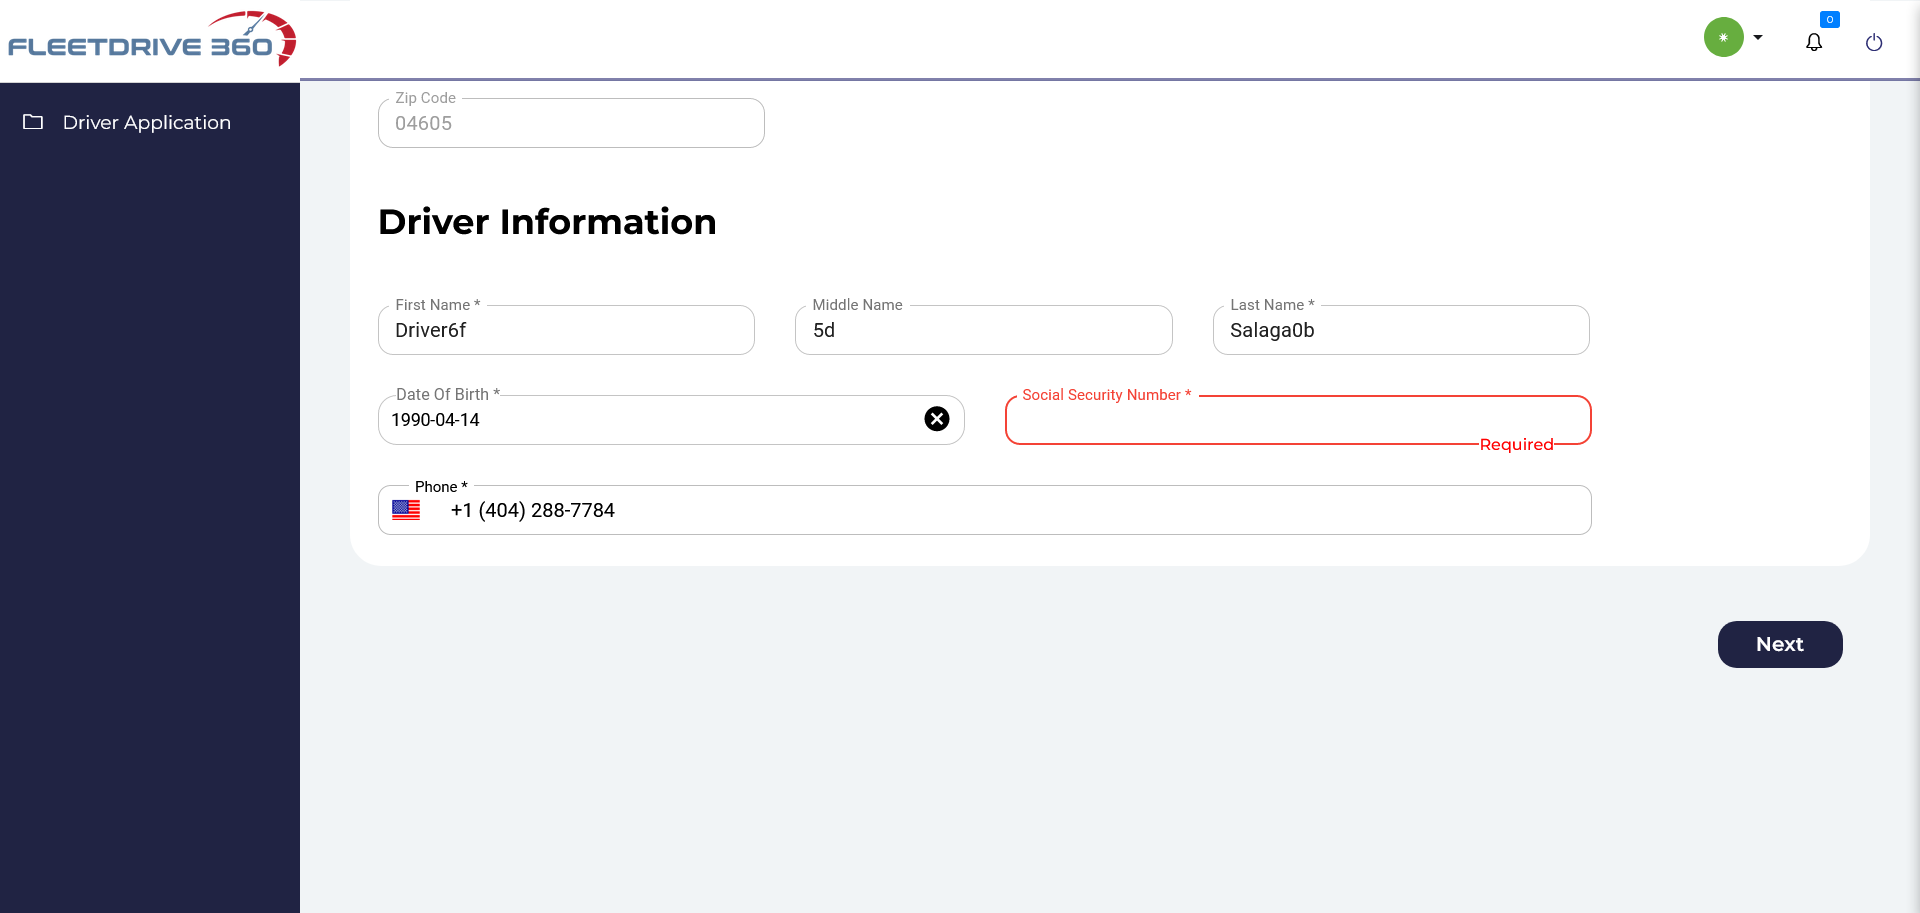 FLEETDRIVE 360
0
Driver Application
Zip Code
04605
Driver Information
First Name *
Driver6f
Middle Name
5d
Last Name *
Salaga0b
Date Of Birth *
1990-04-14
Social Security Number *
Required
Phone *
+1 (404) 288-7784
Next